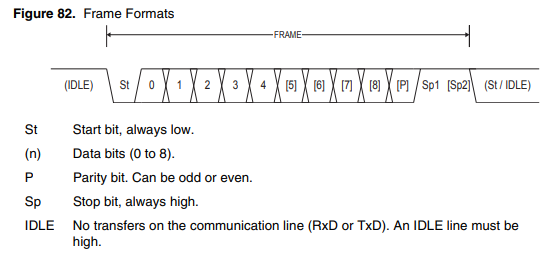 Figure 82. Frame Formats
FRAME
(IDLE) St 0 1 2 3 4 [5] [6] [7] [8] [P] Sp1 [Sp2] (St / IDLE)
St Start bit, always low.
(n) Data bits (0 to 8).
P Parity bit. Can be odd or even.
Sp Stop bit, always high.
IDLE No transfers on the communication line (RxD or TxD). An IDLE line must be
high.